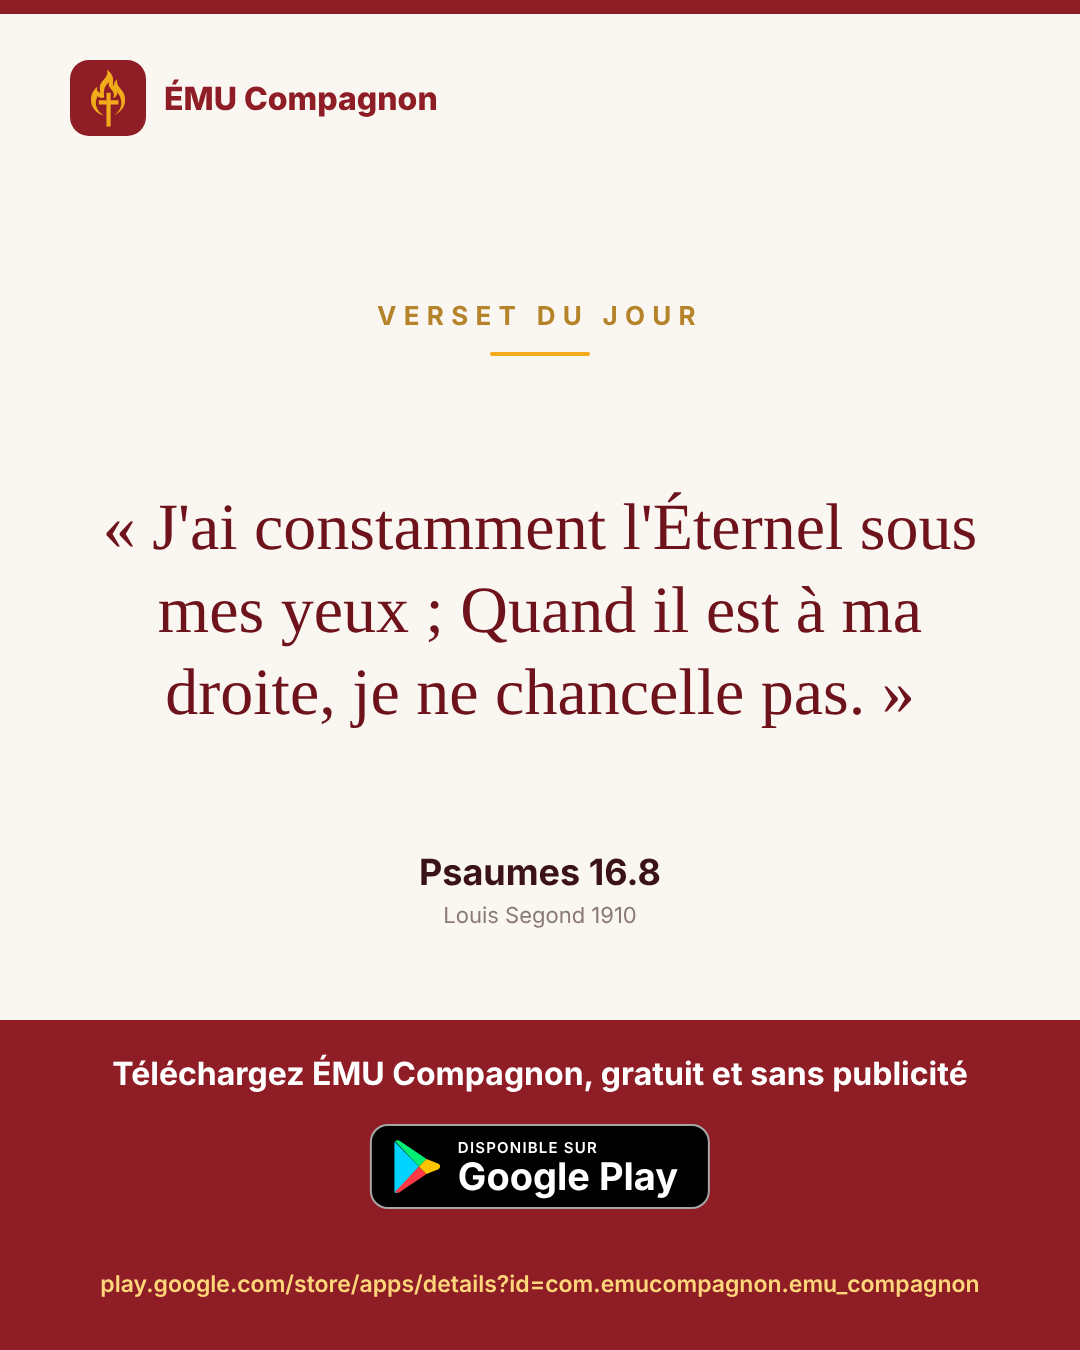 ÉMU Compagnon
VERSET DU JOUR
« J'ai constamment l'Éternel sous
mes yeux ; Quand il est à ma
droite, je ne chancelle pas. »
Psaumes 16.8
Louis Segond 1910
Téléchargez ÉMU Compagnon, gratuit et sans publicité
DISPONIBLE SUR
Google Play
play.google.com/store/apps/details?id=com.emucompagnon.emu_compagnon